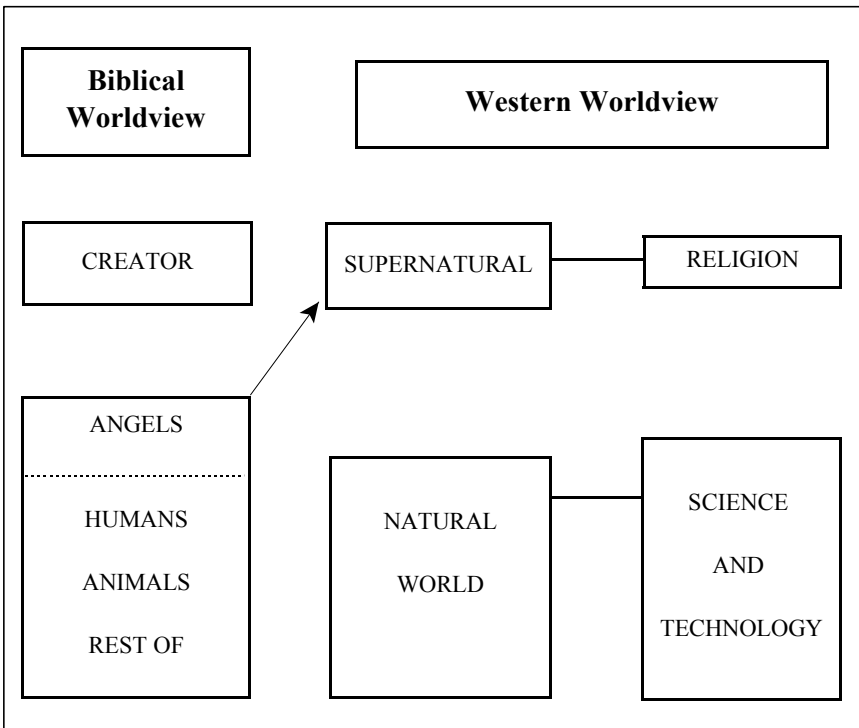 Biblical
Worldview
Western Worldview
CREATOR
SUPERNATURAL
RELIGION
ANGELS
HUMANS
ANIMALS
REST OF
NATURAL
WORLD
SCIENCE
AND
TECHNOLOGY